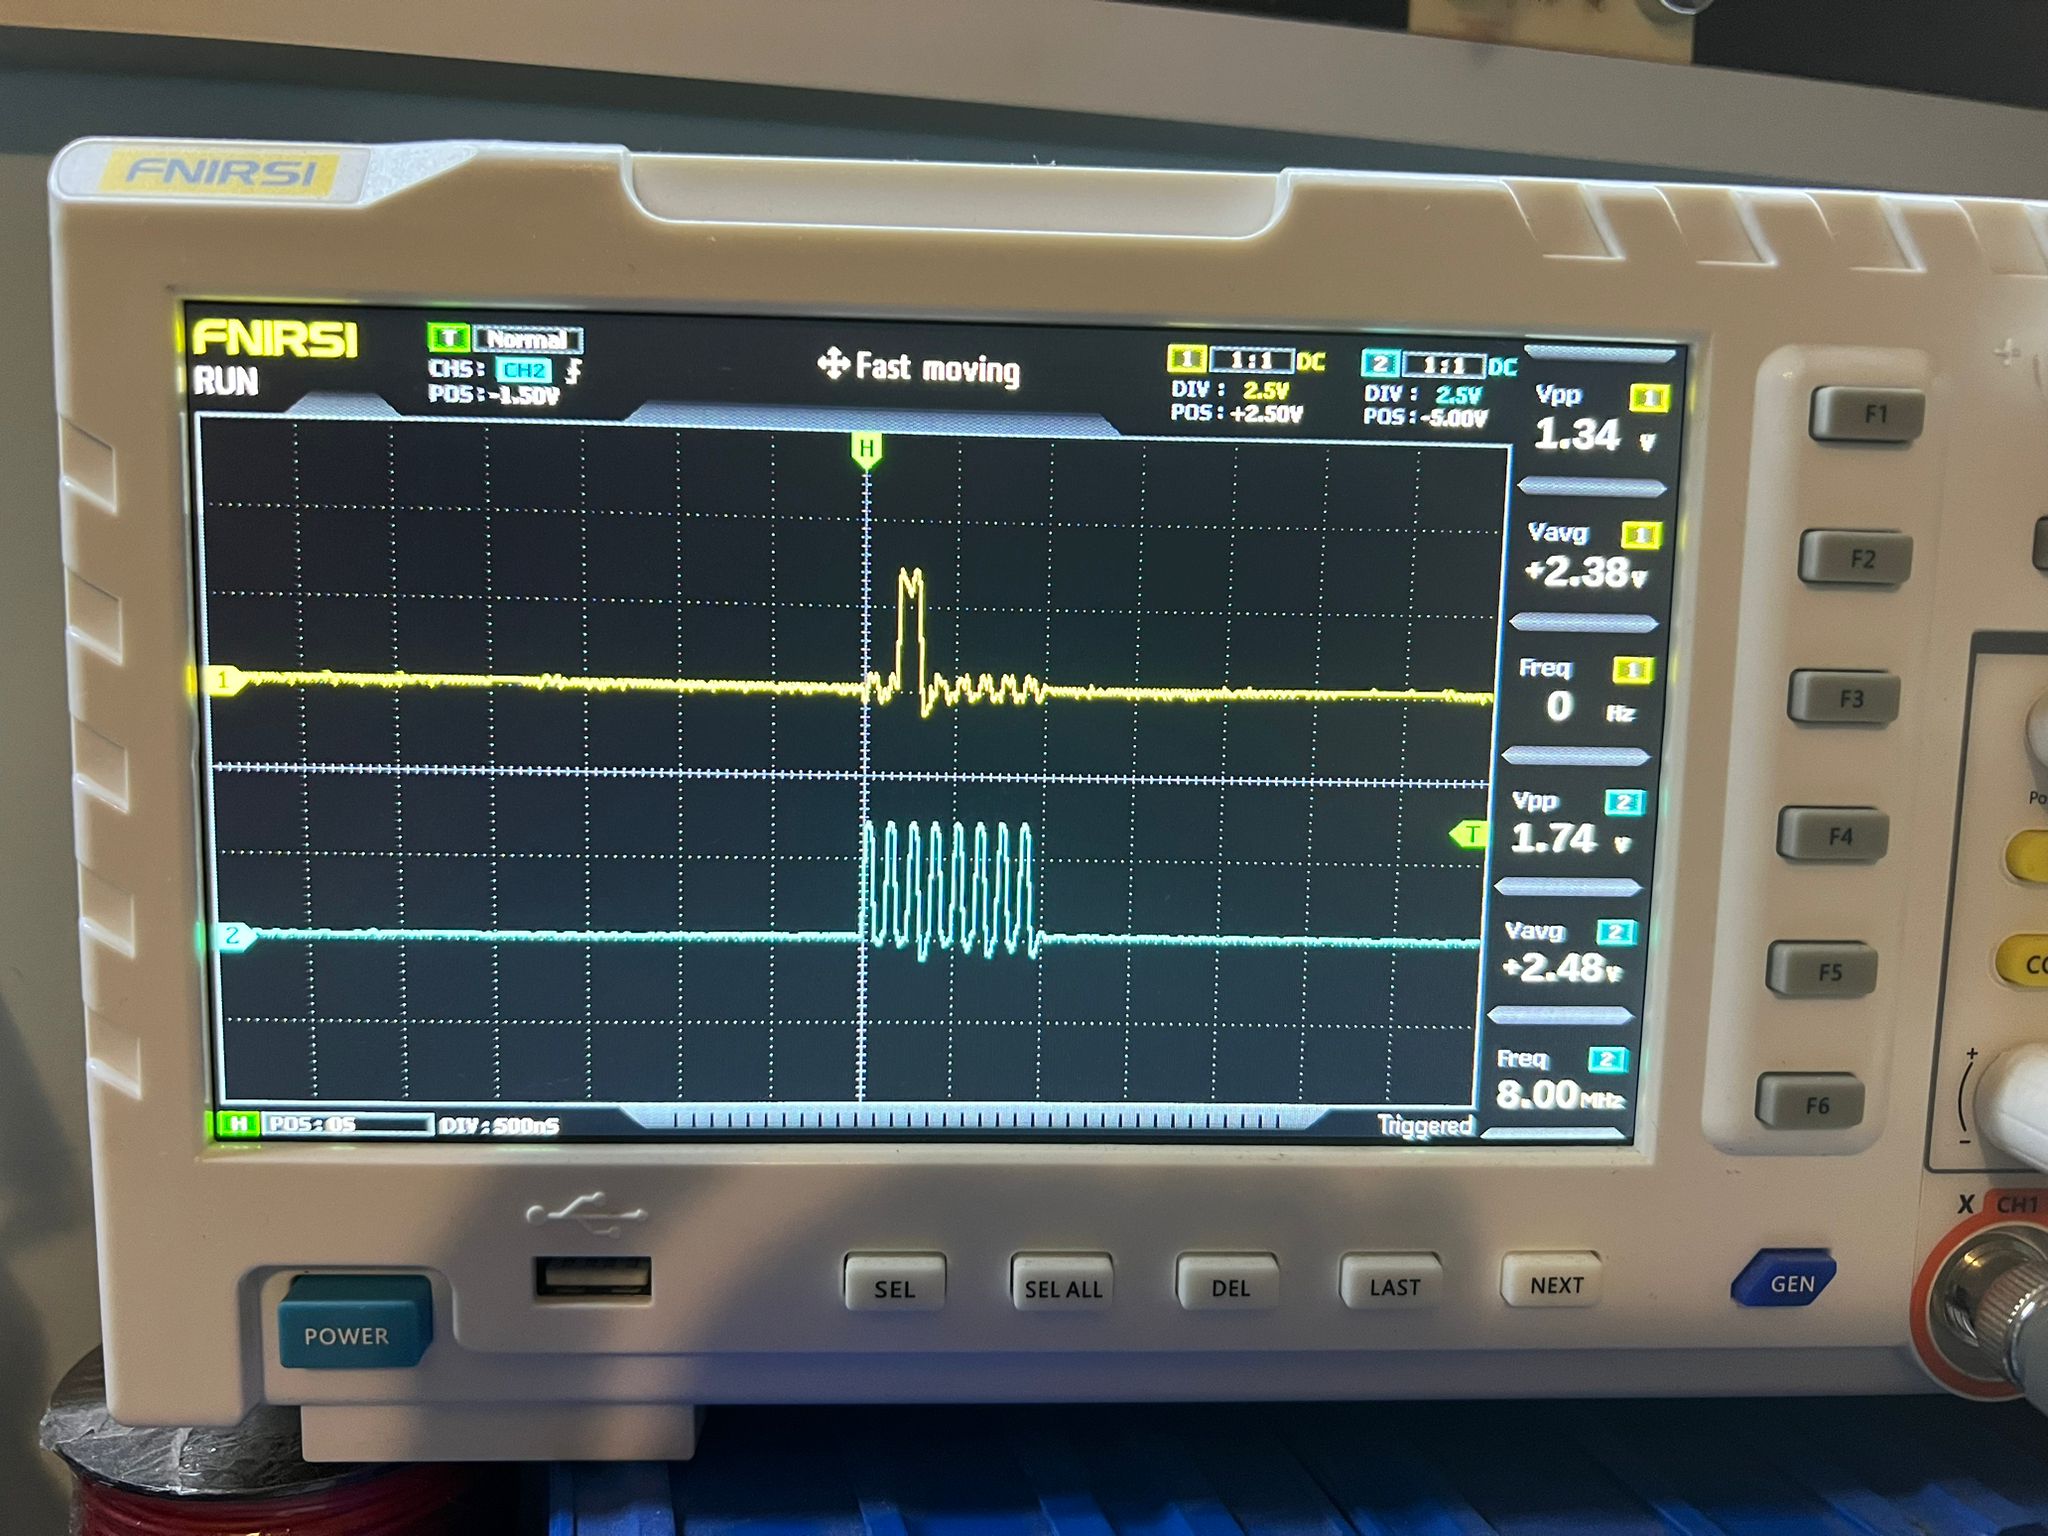 FNIRSI
FNIRSI
RUN
T Normal
CHS: CH2
POS:-1.50V
Fast moving
1 1:1 DC
DIV: 2.5V
POS:+2.50V
2 1:1 DC
DIV: 2.5V
POS:-5.00V
H
1
2
T
Vpp 1
1.34 V
Vavg 1
+2.38V
Freq 1
0 Hz
Vpp 2
1.74 V
Vavg 2
+2.48V
Freq 2
8.00MHz
H POS:0S DIV:500nS
Triggered
F1
F2
F3
F4
F5
F6
POWER
SEL
SEL ALL
DEL
LAST
NEXT
GEN
X CH1
+
-